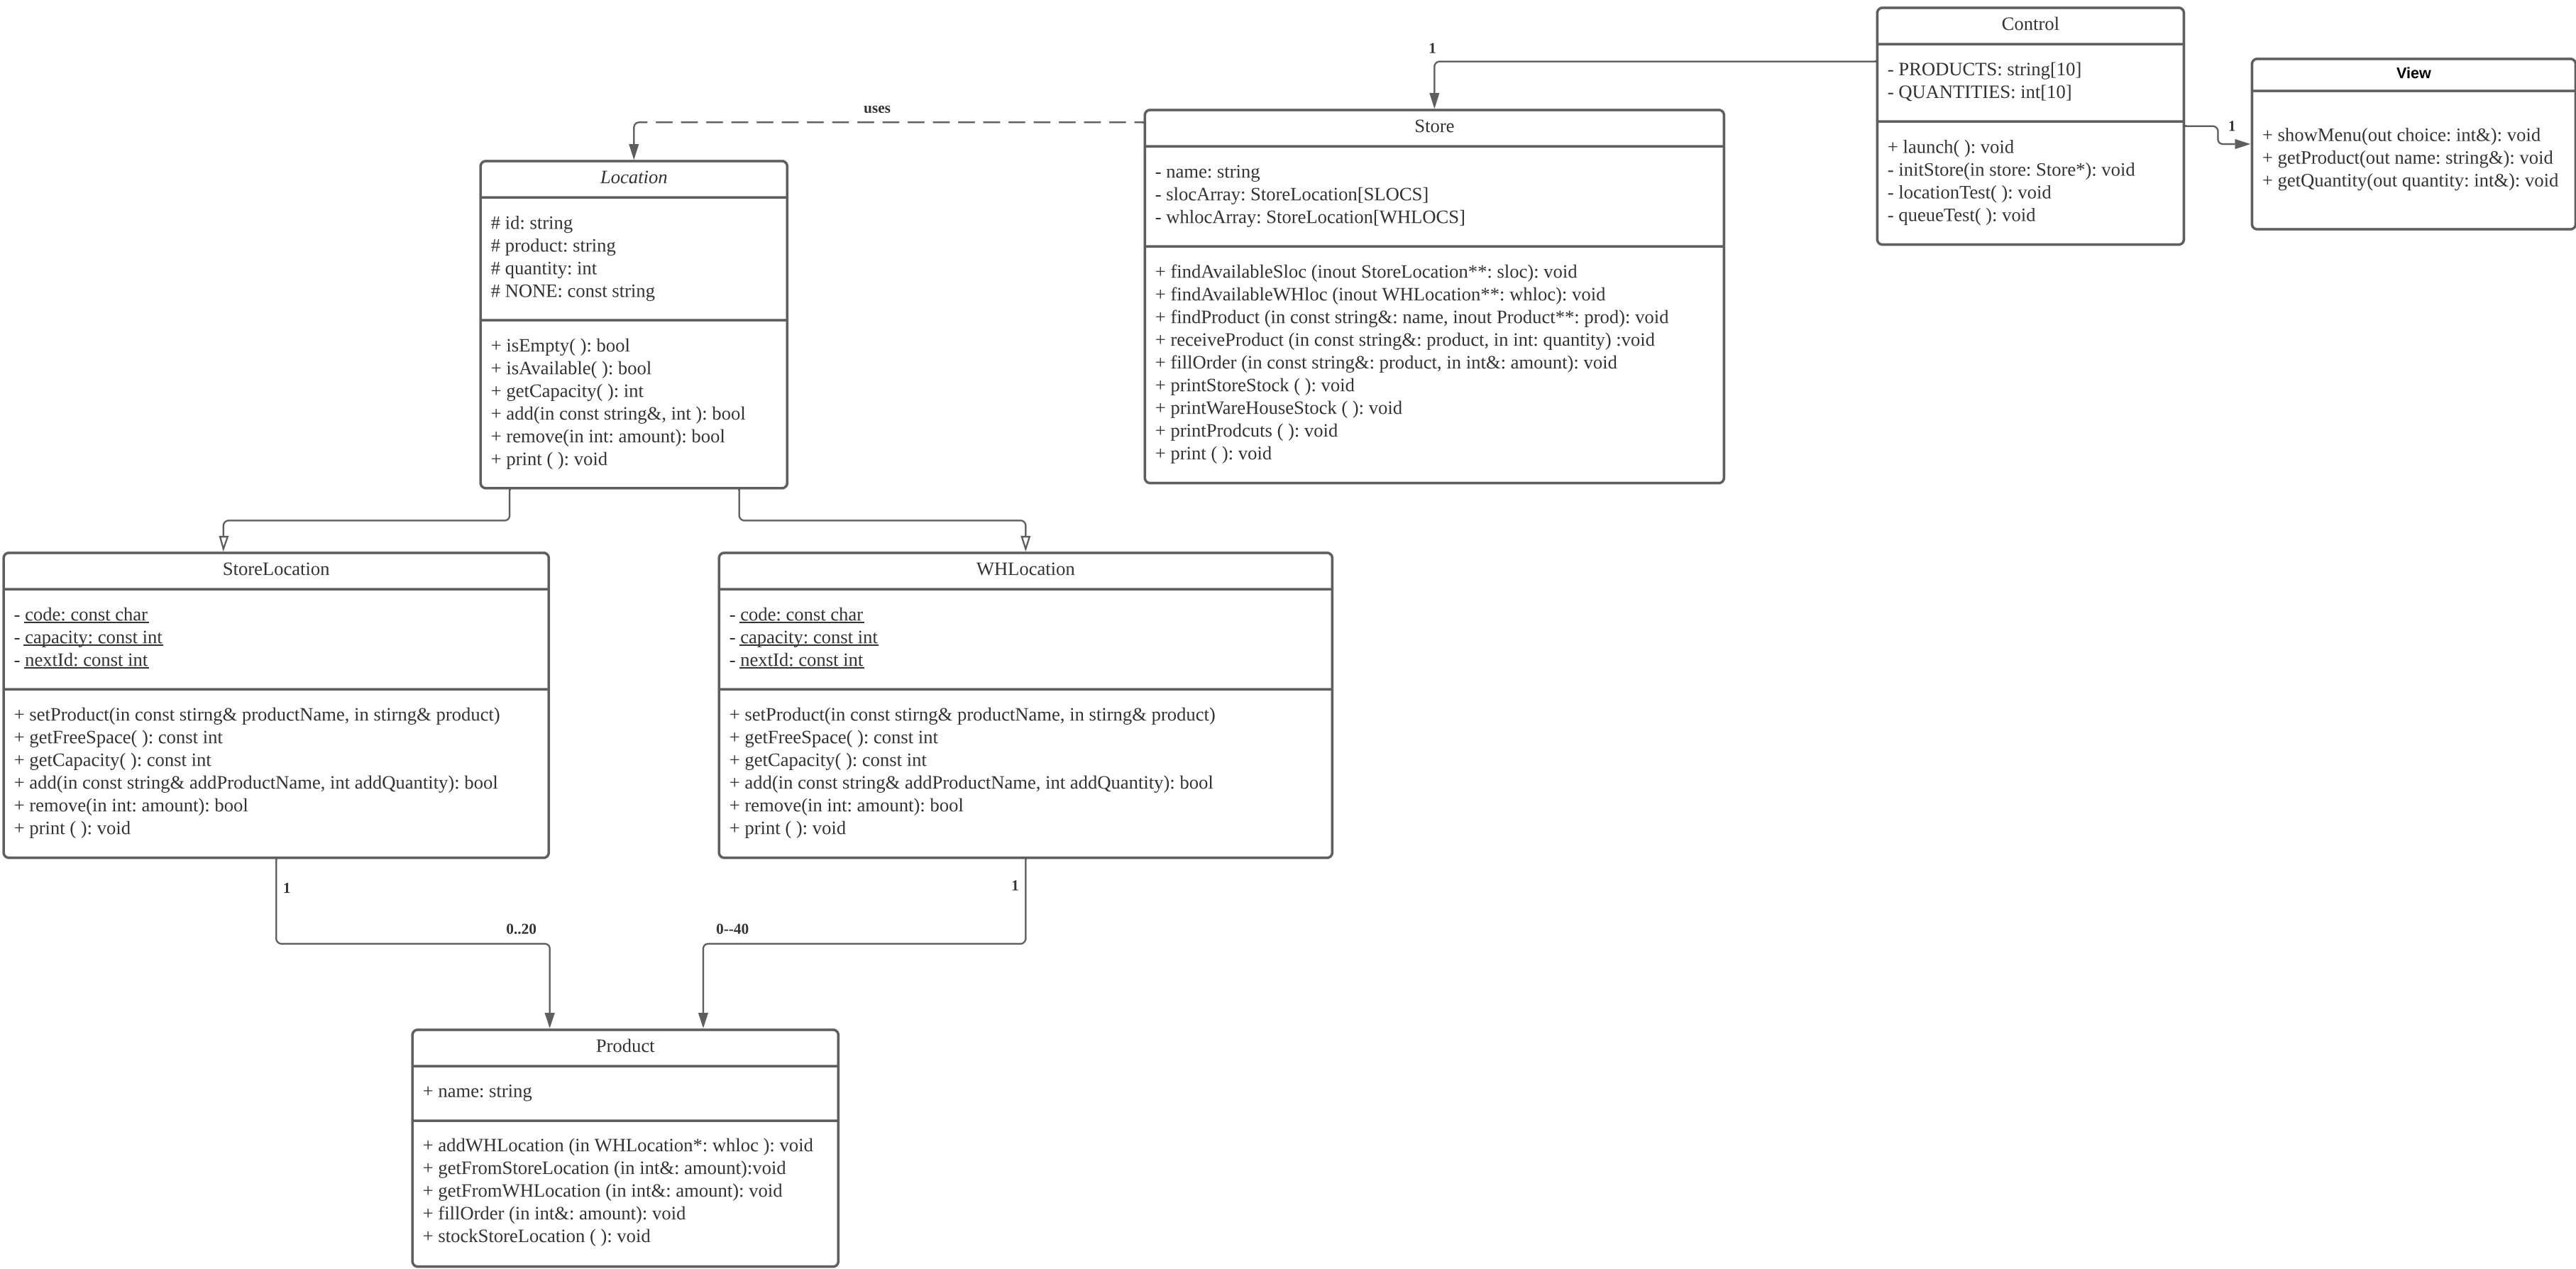 Control
- PRODUCTS: string[10]
- QUANTITIES: int[10]
+ launch( ): void
- initStore(in store: Store*): void
- locationTest( ): void
- queueTest( ): void
1
1
View
+ showMenu(out choice: int&): void
+ getProduct(out name: string&): void
+ getQuantity(out quantity: int&): void
uses
Store
- name: string
- slocArray: StoreLocation[SLOCS]
- whlocArray: StoreLocation[WHLOCS]
+ findAvailableSloc (inout StoreLocation**: sloc): void
+ findAvailableWHloc (inout WHLocation**: whloc): void
+ findProduct (in const string&: name, inout Product**: prod): void
+ receiveProduct (in const string&: product, in int: quantity) :void
+ fillOrder (in const string&: product, in int&: amount): void
+ printStoreStock ( ): void
+ printWareHouseStock ( ): void
+ printProdcuts ( ): void
+ print ( ): void
Location
# id: string
# product: string
# quantity: int
# NONE: const string
+ isEmpty( ): bool
+ isAvailable( ): bool
+ getCapacity( ): int
+ add(in const string&, int ): bool
+ remove(in int: amount): bool
+ print ( ): void
StoreLocation
- code: const char
- capacity: const int
- nextId: const int
+ setProduct(in const stirng& productName, in stirng& product)
+ getFreeSpace( ): const int
+ getCapacity( ): const int
+ add(in const string& addProductName, int addQuantity): bool
+ remove(in int: amount): bool
+ print ( ): void
WHLocation
- code: const char
- capacity: const int
- nextId: const int
+ setProduct(in const stirng& productName, in stirng& product)
+ getFreeSpace( ): const int
+ getCapacity( ): const int
+ add(in const string& addProductName, int addQuantity): bool
+ remove(in int: amount): bool
+ print ( ): void
1
1
0..20
0--40
Product
+ name: string
+ addWHLocation (in WHLocation*: whloc ): void
+ getFromStoreLocation (in int&: amount):void
+ getFromWHLocation (in int&: amount): void
+ fillOrder (in int&: amount): void
+ stockStoreLocation ( ): void